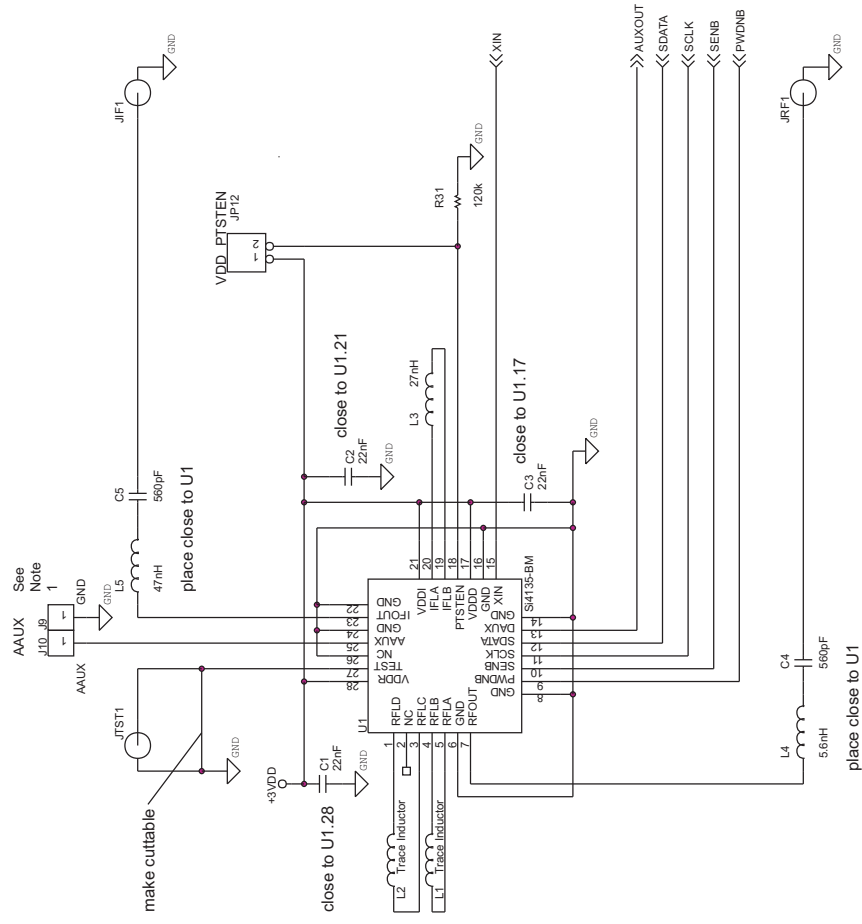 make cuttable
JTST1
GND
AAUX
See
Note
1
J10
J9
1
1
GND
AAUX
GND
L5
47nH
C5
560pF
place close to U1
JIF1
GND
+3VDD
C1
22nF
GND
close to U1.28
VDD PTSTEN
JP12
1
2
C2
22nF
GND
close to U1.21
L3
27nH
R31
120k
GND
XIN
close to U1.17
C3
22nF
GND
L2 Trace Inductor
L1 Trace Inductor
U1
Si4135-BM
1 RFLD
2 NC
3 RFLC
4 RFLB
5 RFLA
6 GND
7 RFOUT
8 GND
9 PWDNB
10 SENB
11 SCLK
12 SDATA
13 DAUX
14 GND
15 XIN
16 GND
17 VDDD
18 PTSTEN
19 IFLB
20 IFLA
21 VDDI
22 GND
23 IFOUT
24 GND
25 AAUX
26 NC
27 TEST
28 VDDR
AUXOUT
SDATA
SCLK
SENB
PWDNB
L4
5.6nH
C4
560pF
place close to U1
JRF1
GND